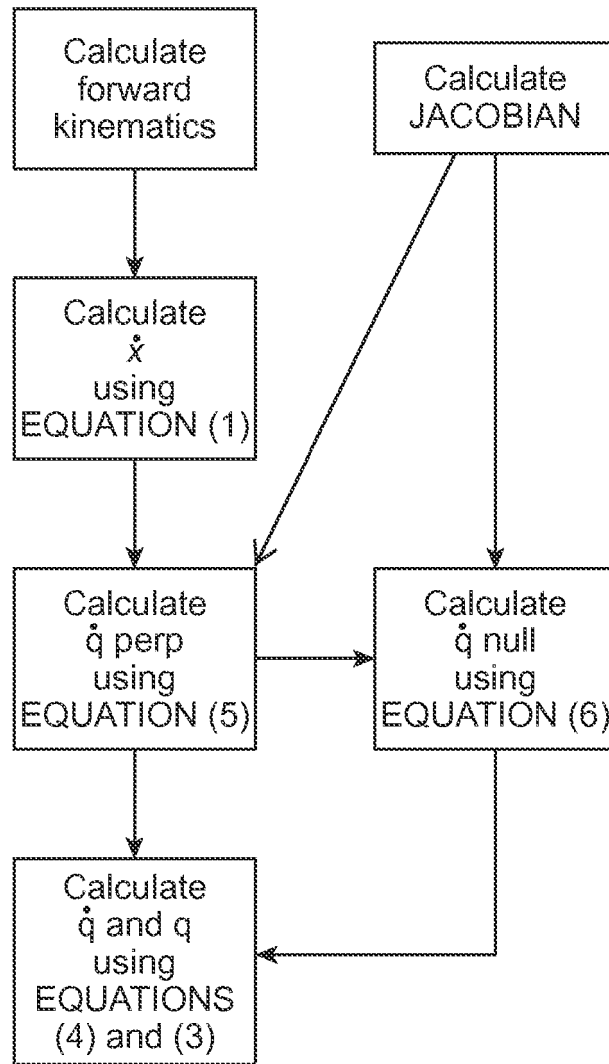 Calculate
forward
kinematics
Calculate
JACOBIAN
Calculate
ẋ
using
EQUATION (1)
Calculate
q̇ perp
using
EQUATION (5)
Calculate
q̇ null
using
EQUATION (6)
Calculate
q̇ and q
using
EQUATIONS
(4) and (3)